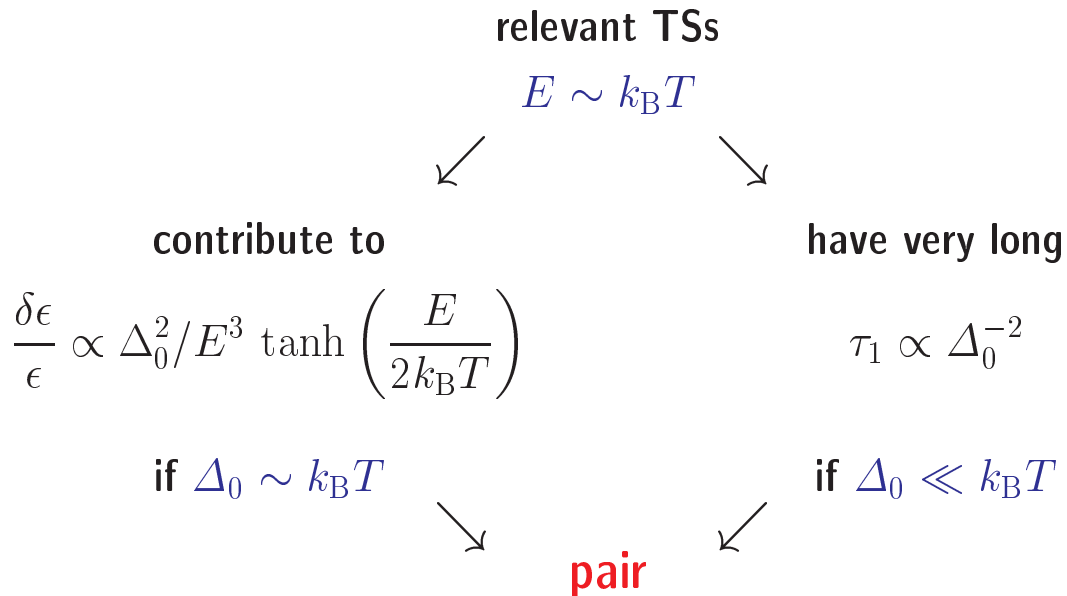 relevant TSs
E ∼ k_B T
contribute to
have very long
δϵ/ϵ ∝ Δ_0^2/E^3 tanh(E/(2k_B T))
τ_1 ∝ Δ_0^{−2}
if Δ_0 ∼ k_B T
if Δ_0 ≪ k_B T
pair